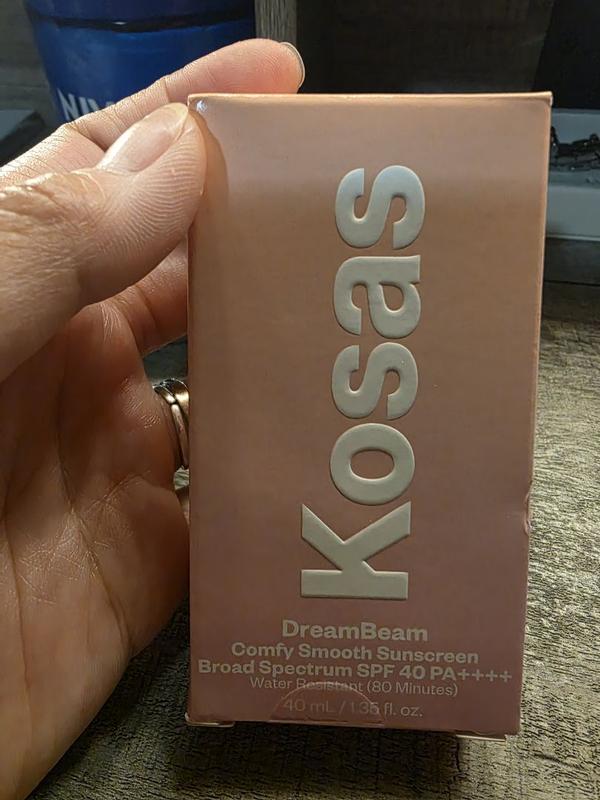 Kosas
DreamBeam
Comfy Smooth Sunscreen
Broad Spectrum SPF 40 PA++++
Water Resistant (80 Minutes)
40 mL / 1.35 fl. oz.